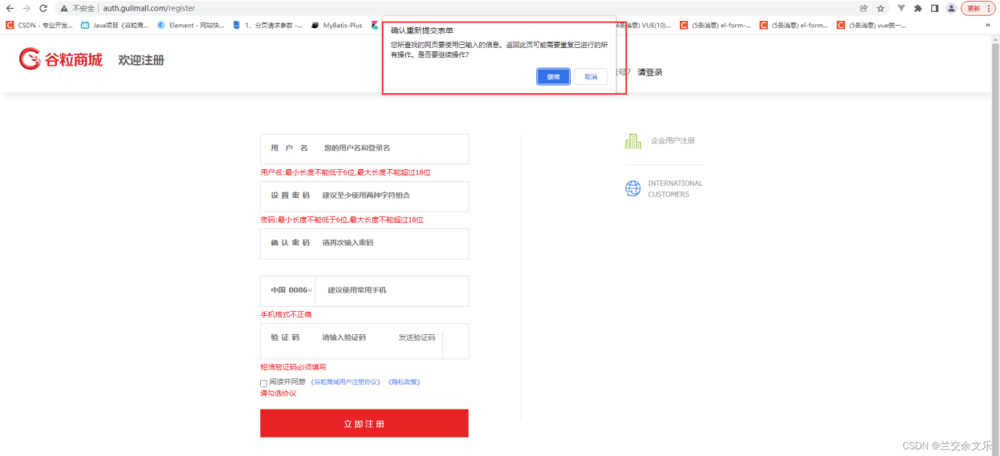 不安全 | auth.gulimall.com/register
更新
CSDN - 专业开发...
Java项目《谷粒商...
Element - 网站快...
1、分页请求参数 -...
MyBatis-Plus
VUE(10)...
(5条消息) el-form-...
(5条消息) el-form...
(5条消息) vue做一...
»
确认重新提交表单
您所查找的网页要使用已输入的信息。返回此页可能需要重复已进行的所
有操作。是否要继续操作?
继续
取消
谷粒商城
欢迎注册
请登录
用 户 名 您的用户名和登录名
用户名:最小长度不能低于6位,最大长度不能超过18位
设 置 密 码 建议至少使用两种字符组合
密码:最小长度不能低于6位,最大长度不能超过18位
确 认 密 码 请再次输入密码
中国 0086∨ 建议使用常用手机
手机格式不正确
验 证 码 请输入验证码 发送验证码
短信验证码必须填写
阅读并同意 《谷粒商城用户注册协议》 《隐私政策》
请勾选协议
立 即 注 册
企业用户注册
INTERNATIONAL
CUSTOMERS
CSDN @兰交余文乐